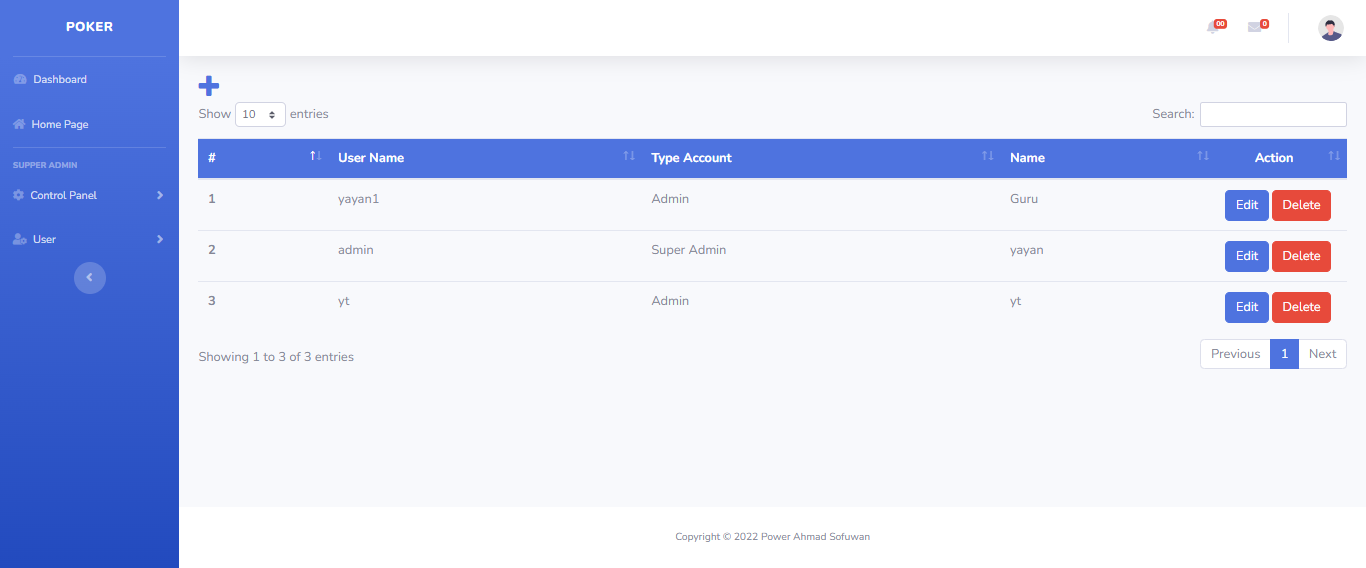 POKER
00
0
Dashboard
Home Page
SUPPER ADMIN
Control Panel
User
Show 10 entries
Search:
# User Name Type Account Name Action
1 yayan1 Admin Guru Edit Delete
2 admin Super Admin yayan Edit Delete
3 yt Admin yt Edit Delete
Showing 1 to 3 of 3 entries
Previous 1 Next
Copyright © 2022 Power Ahmad Sofuwan